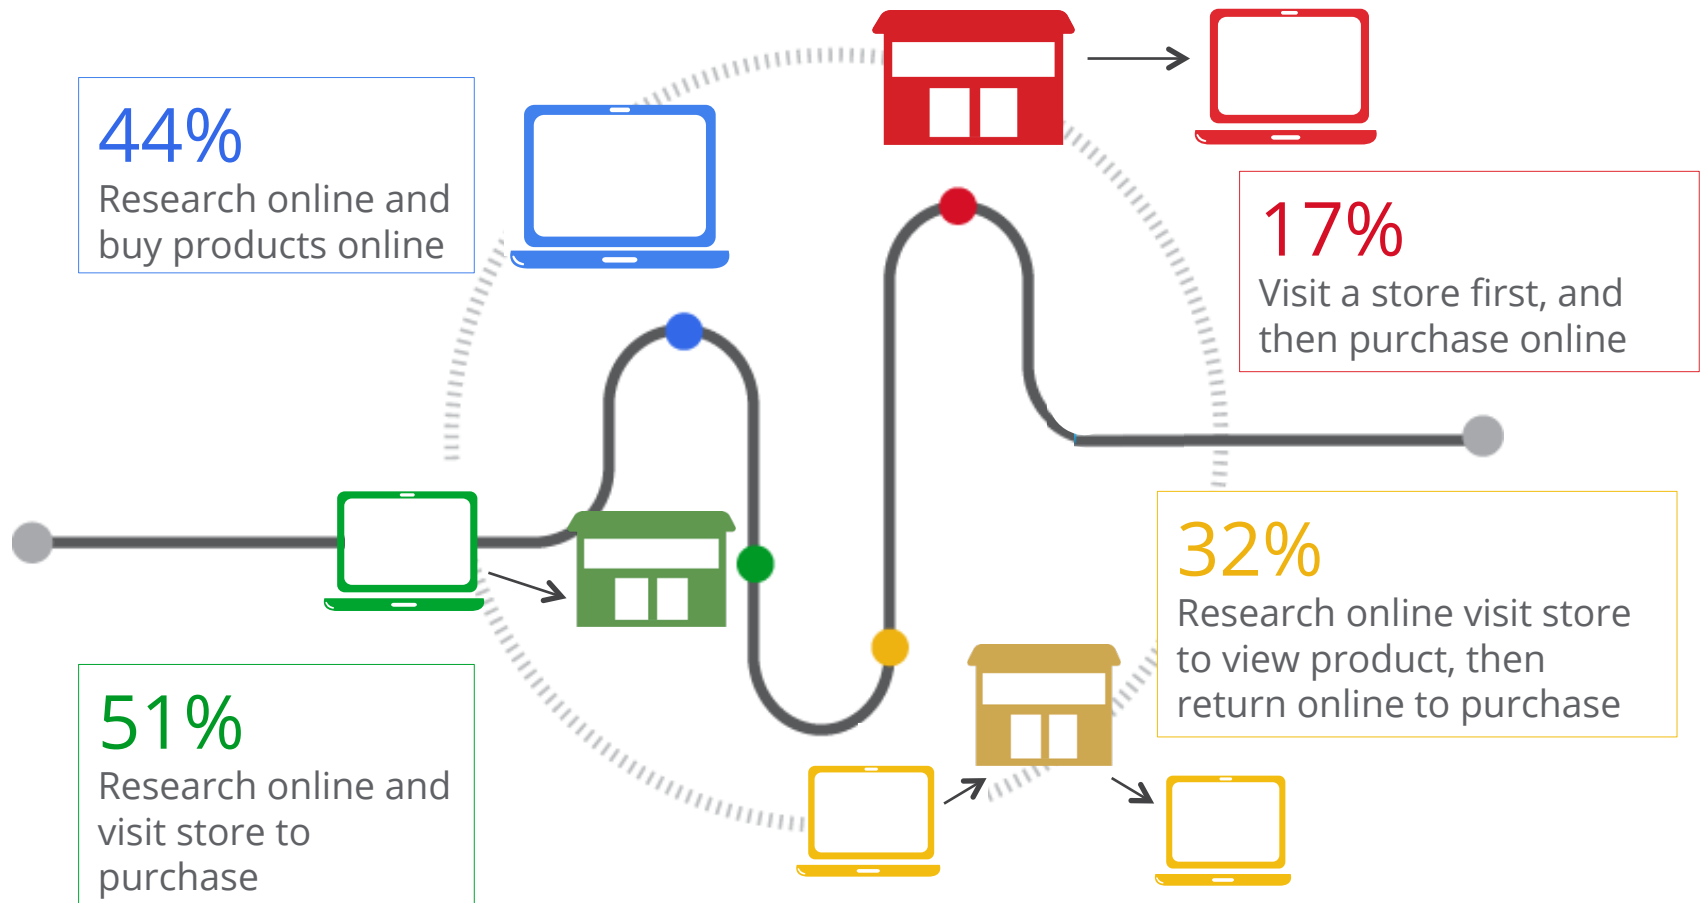 44%
Research online and
buy products online
17%
Visit a store first, and
then purchase online
51%
Research online and
visit store to
purchase
32%
Research online visit store
to view product, then
return online to purchase